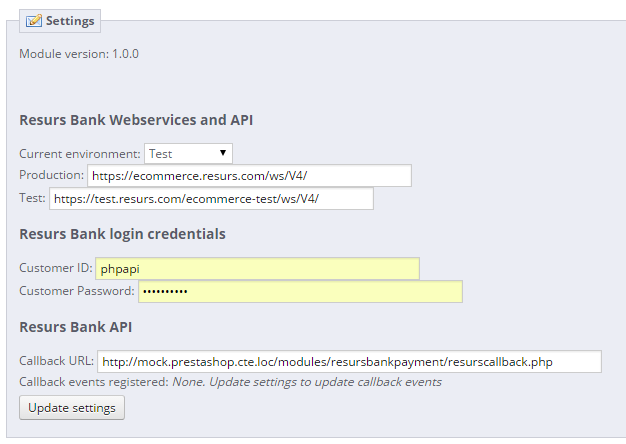 Settings
Module version: 1.0.0
Resurs Bank Webservices and API
Current environment: Test
Production: https://ecommerce.resurs.com/ws/V4/
Test: https://test.resurs.com/ecommerce-test/ws/V4/
Resurs Bank login credentials
Customer ID: phpapi
Customer Password: ••••••••••
Resurs Bank API
Callback URL: http://mock.prestashop.cte.loc/modules/resursbankpayment/resurscallback.php
Callback events registered: None. Update settings to update callback events
Update settings